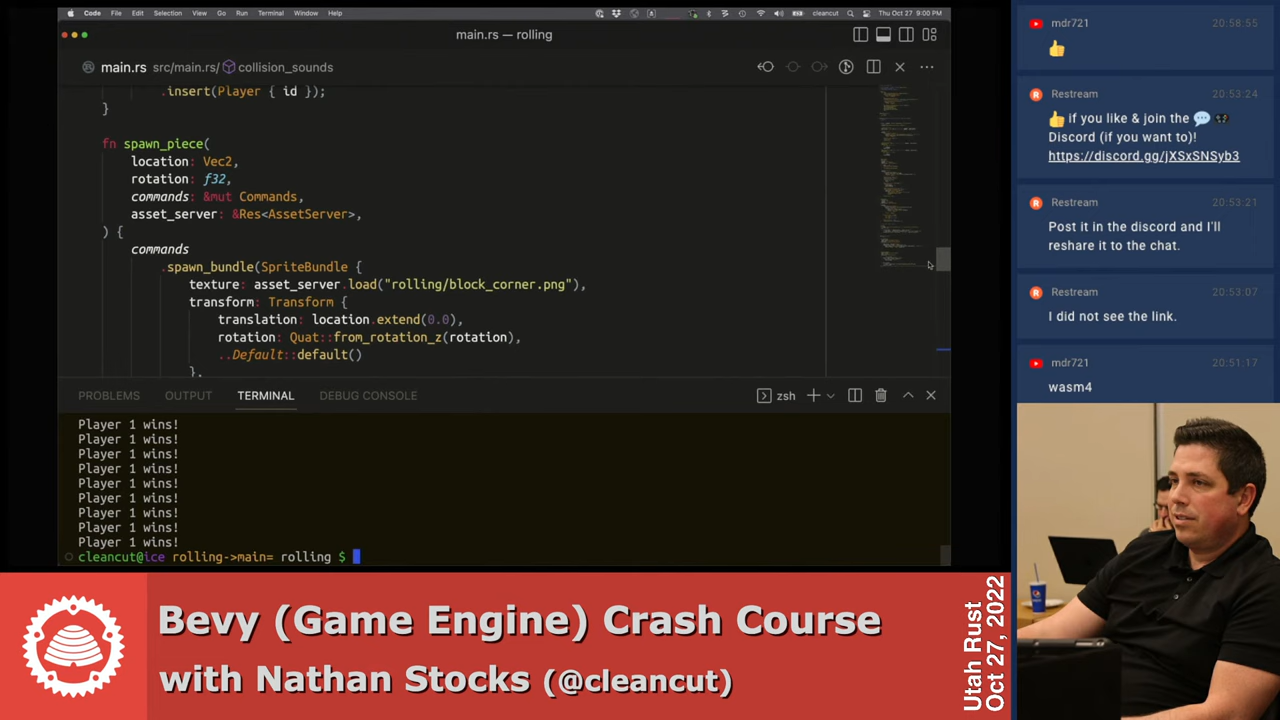 Code File Edit Selection View Go Run Terminal Window Help
cleancut Thu Oct 27 9:00 PM
main.rs — rolling
main.rs src/main.rs/ collision_sounds
.insert(Player { id });
}
fn spawn_piece(
location: Vec2,
rotation: f32,
commands: &mut Commands,
asset_server: &Res<AssetServer>,
) {
commands
.spawn_bundle(SpriteBundle {
texture: asset_server.load("rolling/block_corner.png"),
transform: Transform {
translation: location.extend(0.0),
rotation: Quat::from_rotation_z(rotation),
..Default::default()
},
PROBLEMS OUTPUT TERMINAL DEBUG CONSOLE
zsh
Player 1 wins!
Player 1 wins!
Player 1 wins!
Player 1 wins!
Player 1 wins!
Player 1 wins!
Player 1 wins!
Player 1 wins!
Player 1 wins!
cleancut@ice rolling->main= rolling $
mdr721 20:58:55
👍
Restream 20:53:24
👍 if you like & join the 💬 👓
Discord (if you want to)!
https://discord.gg/jXSxSNSyb3
Restream 20:53:21
Post it in the discord and I'll
reshare it to the chat.
Restream 20:53:07
I did not see the link.
mdr721 20:51:17
wasm4
Bevy (Game Engine) Crash Course
with Nathan Stocks (@cleancut)
Utah Rust
Oct 27, 2022